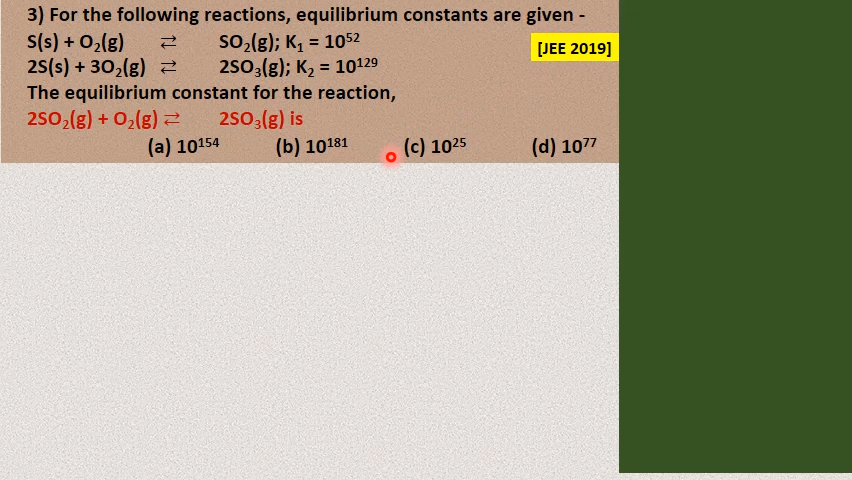 3) For the following reactions, equilibrium constants are given -
S(s) + O₂(g) ⇄ SO₂(g); K₁ = 10⁵²
[JEE 2019]
2S(s) + 3O₂(g) ⇄ 2SO₃(g); K₂ = 10¹²⁹
The equilibrium constant for the reaction,
2SO₂(g) + O₂(g) ⇄ 2SO₃(g) is
(a) 10¹⁵⁴ (b) 10¹⁸¹ (c) 10²⁵ (d) 10⁷⁷